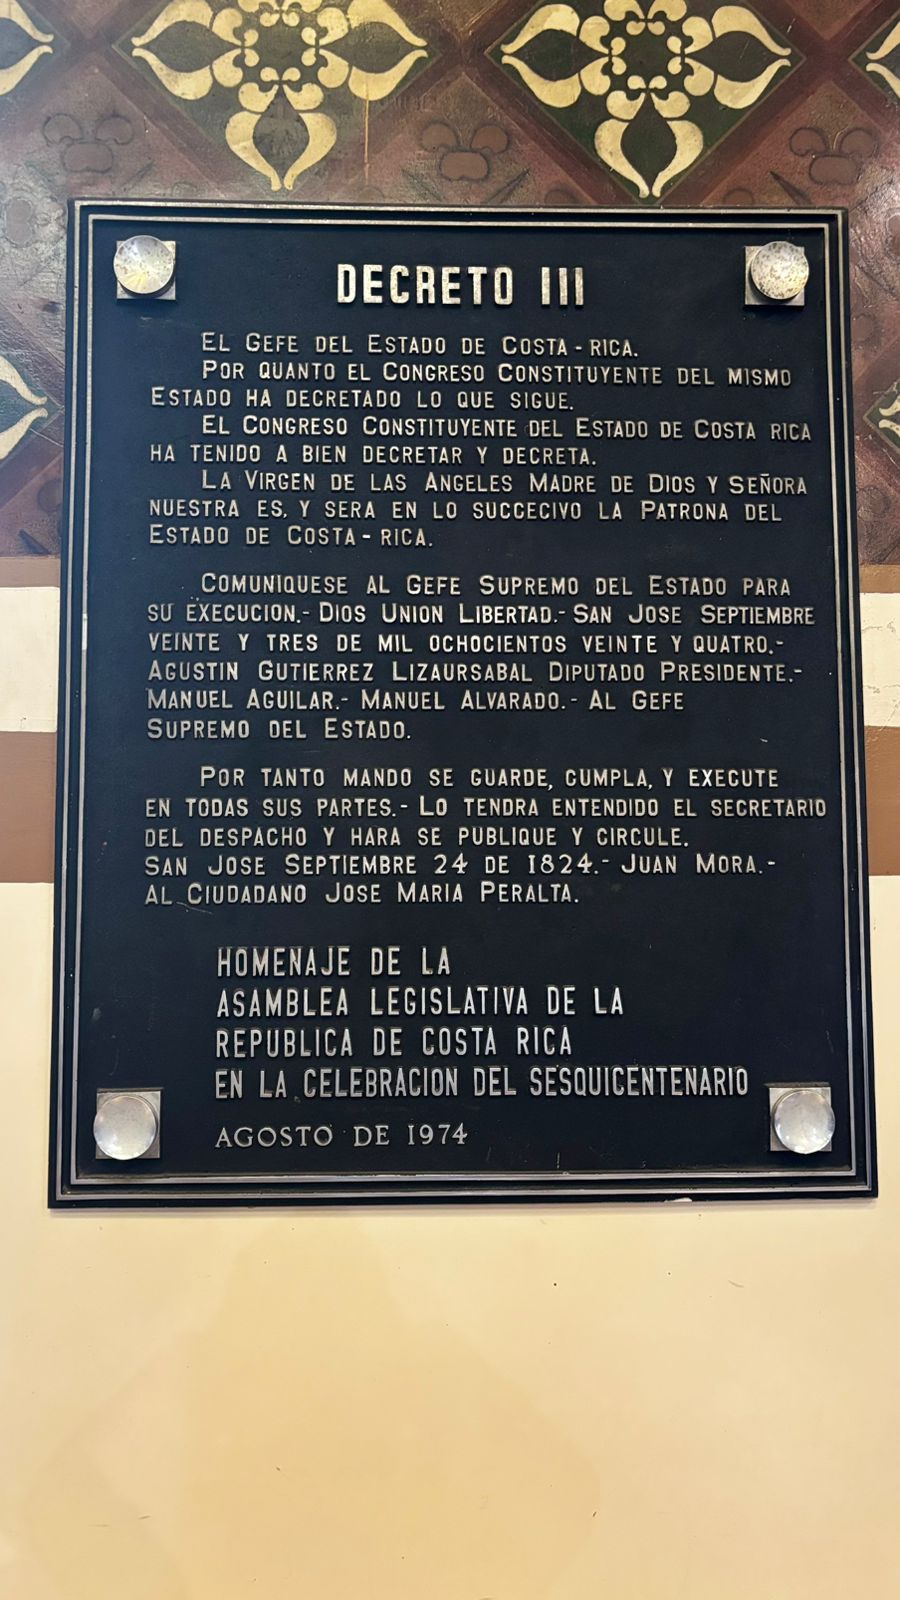 DECRETO III
EL GEFE DEL ESTADO DE COSTA-RICA.
POR QUANTO EL CONGRESO CONSTITUYENTE DEL MISMO
ESTADO HA DECRETADO LO QUE SIGUE.
EL CONGRESO CONSTITUYENTE DEL ESTADO DE COSTA RICA
HA TENIDO A BIEN DECRETAR Y DECRETA.
LA VIRGEN DE LAS ANGELES MADRE DE DIOS Y SEÑORA
NUESTRA ES, Y SERA EN LO SUCCECIVO LA PATRONA DEL
ESTADO DE COSTA-RICA.
COMUNIQUESE AL GEFE SUPREMO DEL ESTADO PARA
SU EXECUCION.- DIOS UNION LIBERTAD.- SAN JOSE SEPTIEMBRE
VEINTE Y TRES DE MIL OCHOCIENTOS VEINTE Y QUATRO.-
AGUSTIN GUTIERREZ LIZAURSABAL DIPUTADO PRESIDENTE.-
MANUEL AGUILAR.- MANUEL ALVARADO.- AL GEFE
SUPREMO DEL ESTADO.
POR TANTO MANDO SE GUARDE, CUMPLA, Y EXECUTE
EN TODAS SUS PARTES.- LO TENDRA ENTENDIDO EL SECRETARIO
DEL DESPACHO Y HARA SE PUBLIQUE Y CIRCULE.
SAN JOSE SEPTIEMBRE 24 DE 1824.- JUAN MORA.-
AL CIUDADANO JOSE MARIA PERALTA.
HOMENAJE DE LA
ASAMBLEA LEGISLATIVA DE LA
REPUBLICA DE COSTA RICA
EN LA CELEBRACION DEL SESQUICENTENARIO
AGOSTO DE 1974